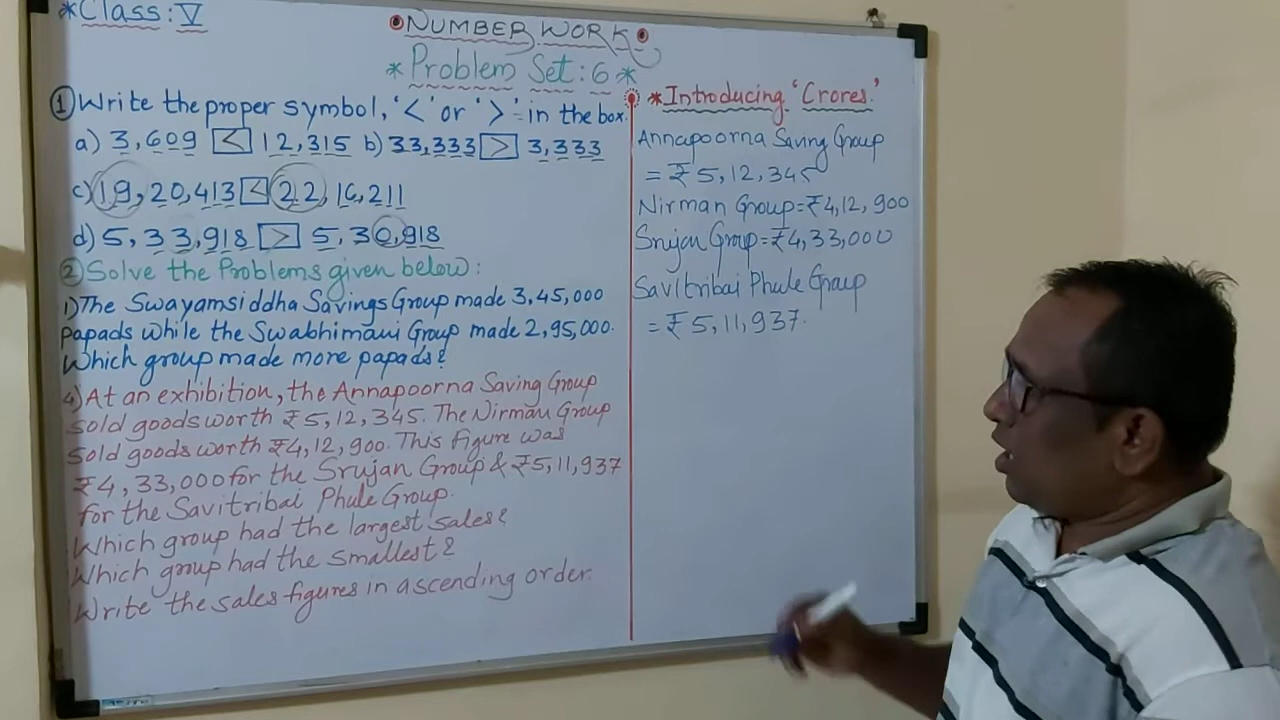 *Class: V
NUMBER WORK
* Problem Set: 6 *
① Write the proper symbol, '<' or '>' in the box.
a) 3,609 < 12,315 b) 33,333 > 3,333
c) 19,20,413 < 22,16,211
d) 5,33,918 > 5,30,918
② Solve the Problems given below:
1) The Swayamsiddha Savings Group made 3,45,000
papads while the Swabhimani Group made 2,95,000.
Which group made more papads?
4) At an exhibition, the Annapoorna Saving Group
sold goods worth ₹5,12,345. The Nirman Group
sold goods worth ₹4,12,900. This figure was
₹4,33,000 for the Srujan Group & ₹5,11,937
for the Savitribai Phule Group.
Which group had the largest sales?
Which group had the smallest?
Write the sales figures in ascending order.
* Introducing 'Crores.'
Annapoorna Saving Group
= ₹5,12,345
Nirman Group=₹4,12,900
Srujan Group=₹4,33,000
Savitribai Phule Group
= ₹5,11,937.